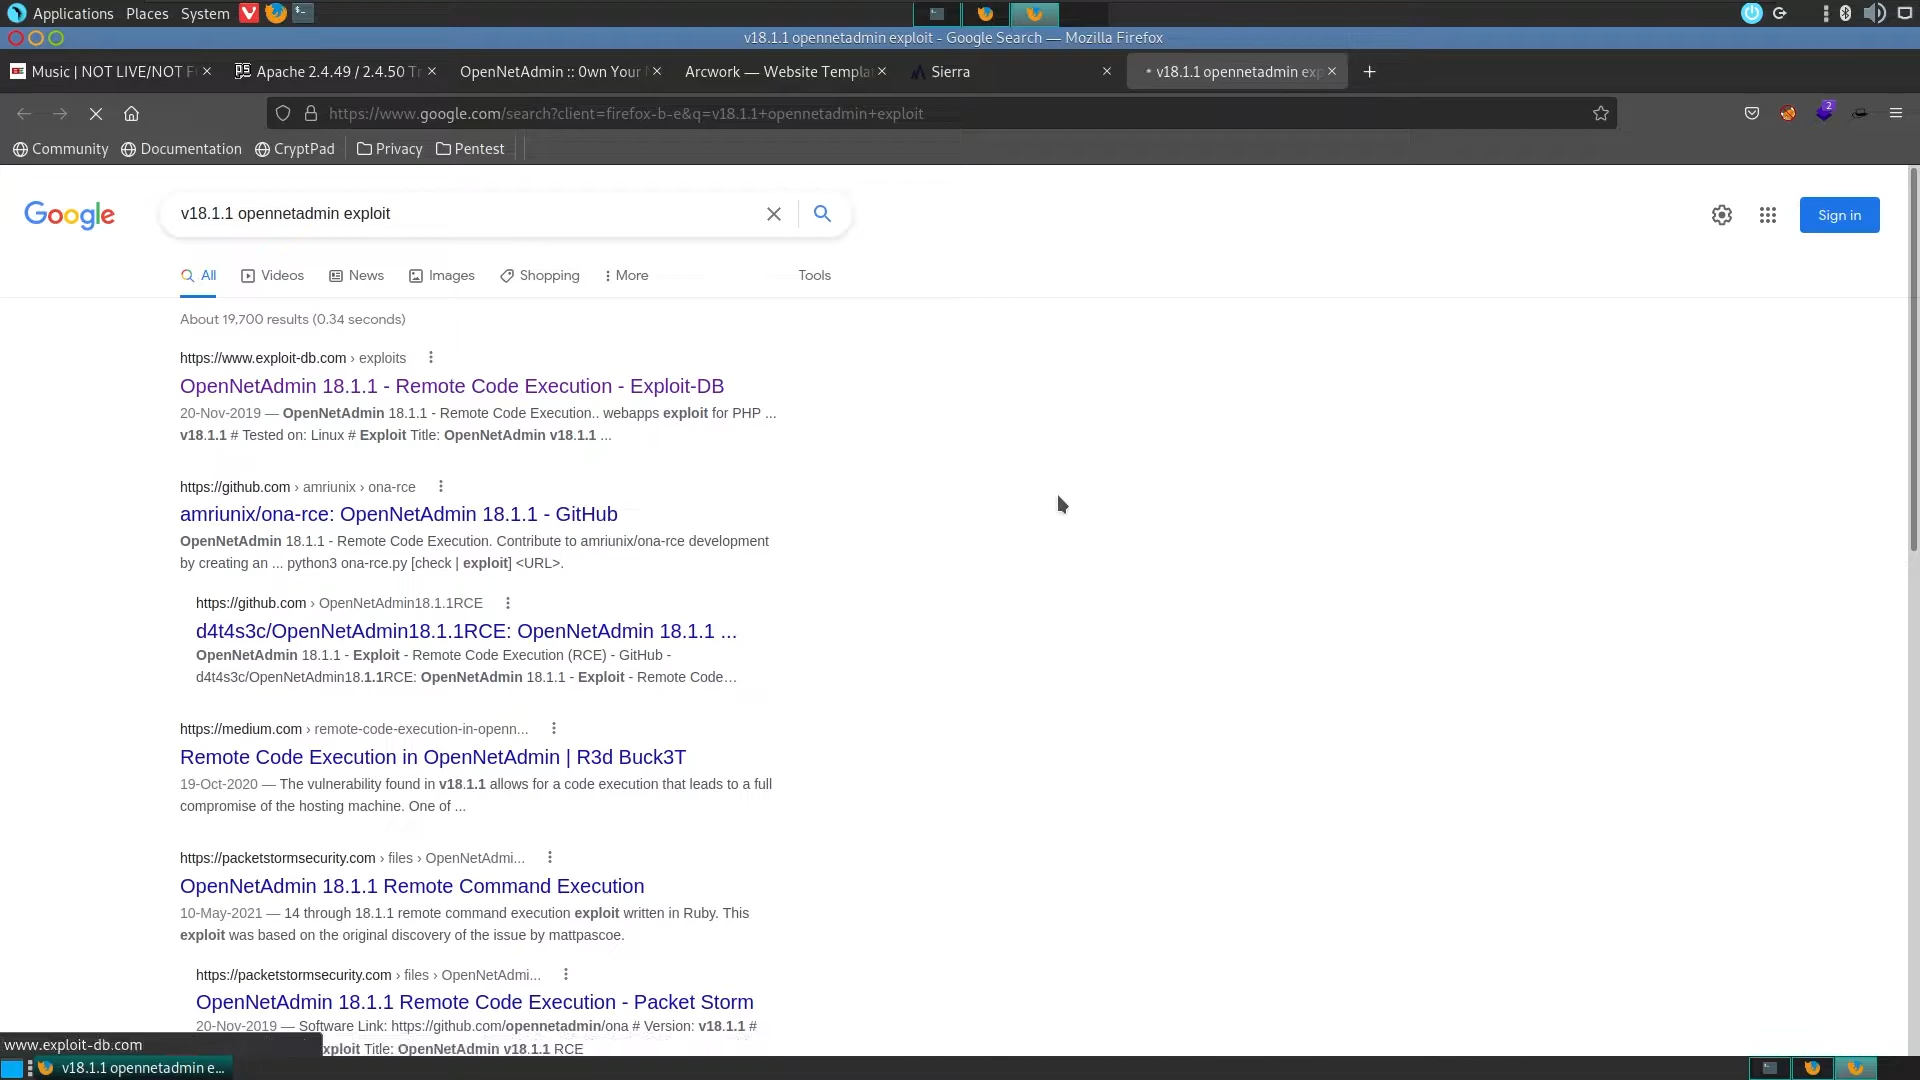 Applications Places System
v18.1.1 opennetadmin exploit - Google Search — Mozilla Firefox
Music | NOT LIVE/NOT F
Apache 2.4.49 / 2.4.50 Tr
OpenNetAdmin :: 0wn Your
Arcwork — Website Templa
Sierra
v18.1.1 opennetadmin exp
https://www.google.com/search?client=firefox-b-e&q=v18.1.1+opennetadmin+exploit
2
Community Documentation CryptPad Privacy Pentest
Google
v18.1.1 opennetadmin exploit
Sign in
All Videos News Images Shopping More Tools
About 19,700 results (0.34 seconds)
https://www.exploit-db.com › exploits
OpenNetAdmin 18.1.1 - Remote Code Execution - Exploit-DB
20-Nov-2019 — OpenNetAdmin 18.1.1 - Remote Code Execution.. webapps exploit for PHP ...
v18.1.1 # Tested on: Linux # Exploit Title: OpenNetAdmin v18.1.1 ...
https://github.com › amriunix › ona-rce
amriunix/ona-rce: OpenNetAdmin 18.1.1 - GitHub
OpenNetAdmin 18.1.1 - Remote Code Execution. Contribute to amriunix/ona-rce development
by creating an ... python3 ona-rce.py [check | exploit] <URL>.
https://github.com › OpenNetAdmin18.1.1RCE
d4t4s3c/OpenNetAdmin18.1.1RCE: OpenNetAdmin 18.1.1 ...
OpenNetAdmin 18.1.1 - Exploit - Remote Code Execution (RCE) - GitHub -
d4t4s3c/OpenNetAdmin18.1.1RCE: OpenNetAdmin 18.1.1 - Exploit - Remote Code…
https://medium.com › remote-code-execution-in-openn...
Remote Code Execution in OpenNetAdmin | R3d Buck3T
19-Oct-2020 — The vulnerability found in v18.1.1 allows for a code execution that leads to a full
compromise of the hosting machine. One of ...
https://packetstormsecurity.com › files › OpenNetAdmi...
OpenNetAdmin 18.1.1 Remote Command Execution
10-May-2021 — 14 through 18.1.1 remote command execution exploit written in Ruby. This
exploit was based on the original discovery of the issue by mattpascoe.
https://packetstormsecurity.com › files › OpenNetAdmi...
OpenNetAdmin 18.1.1 Remote Code Execution - Packet Storm
20-Nov-2019 — Software Link: https://github.com/opennetadmin/ona # Version: v18.1.1 #
xploit Title: OpenNetAdmin v18.1.1 RCE
www.exploit-db.com
v18.1.1 opennetadmin e...